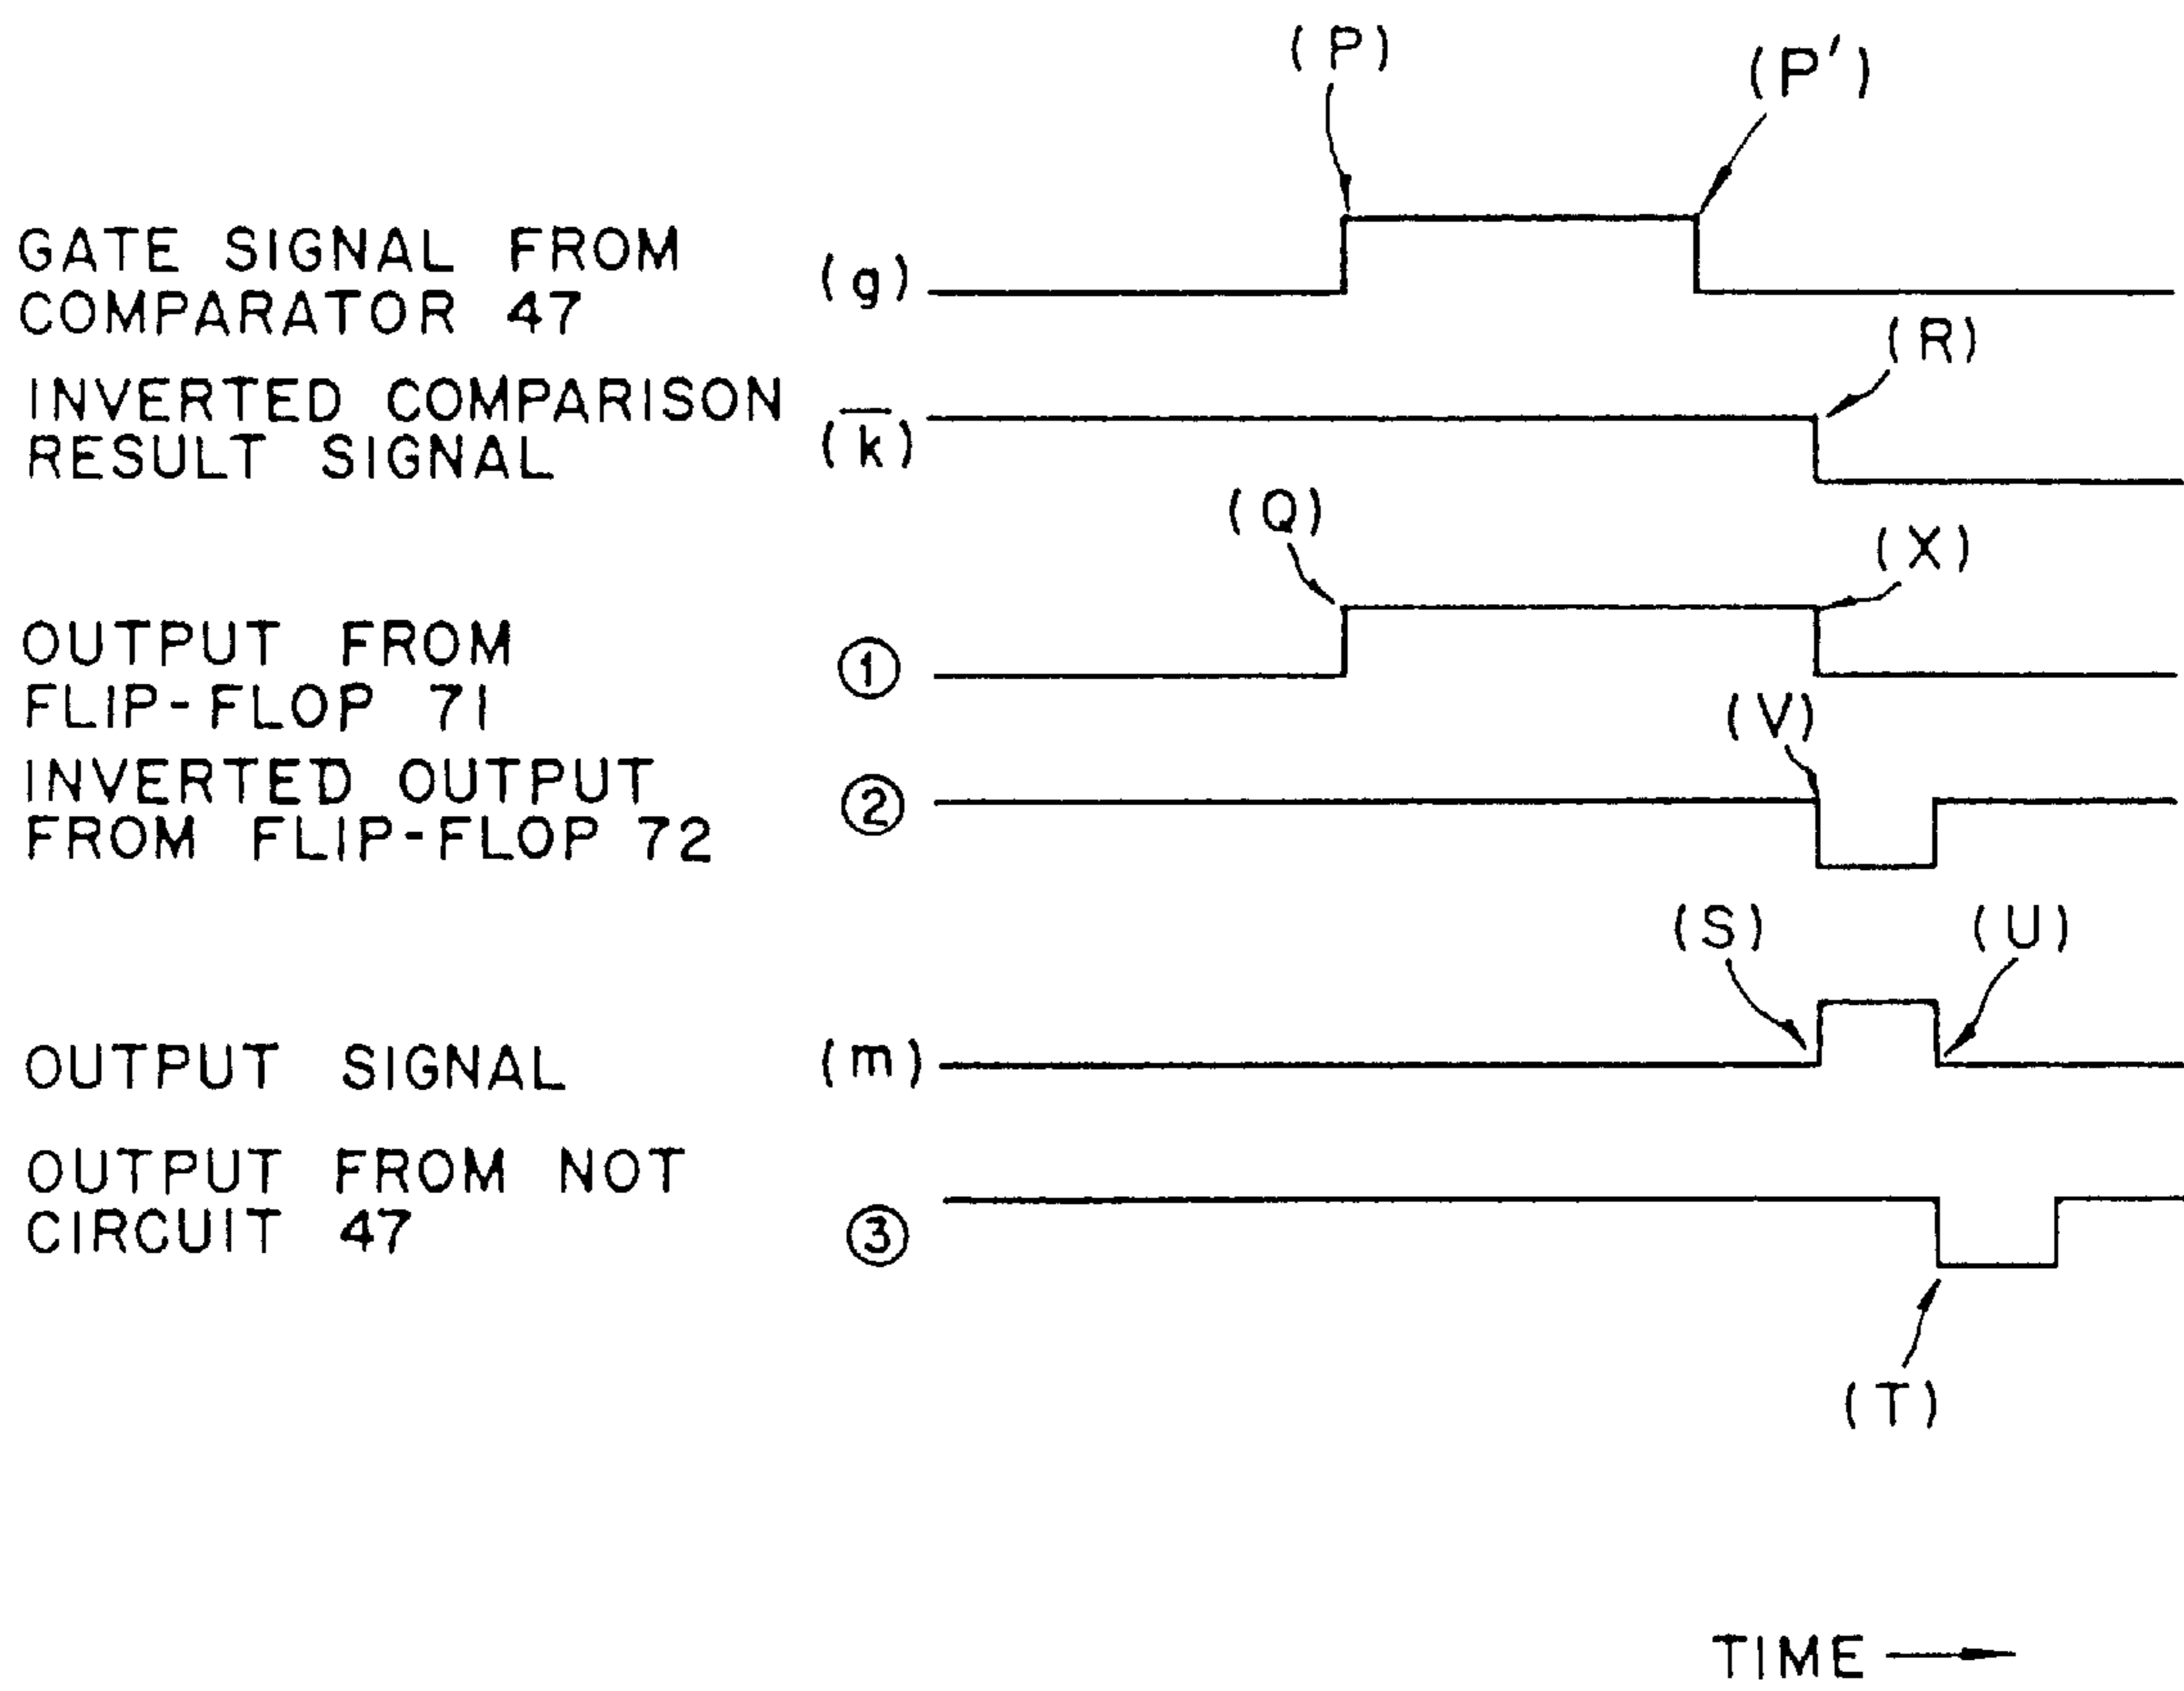 (P)
(P')
GATE SIGNAL FROM
COMPARATOR 47
(g)
(R)
INVERTED COMPARISON
RESULT SIGNAL
(k̅)
(Q)
(X)
OUTPUT FROM
FLIP-FLOP 71
①
(V)
INVERTED OUTPUT
FROM FLIP-FLOP 72
②
(S)
(U)
OUTPUT SIGNAL
(m)
OUTPUT FROM NOT
CIRCUIT 47
③
(T)
TIME